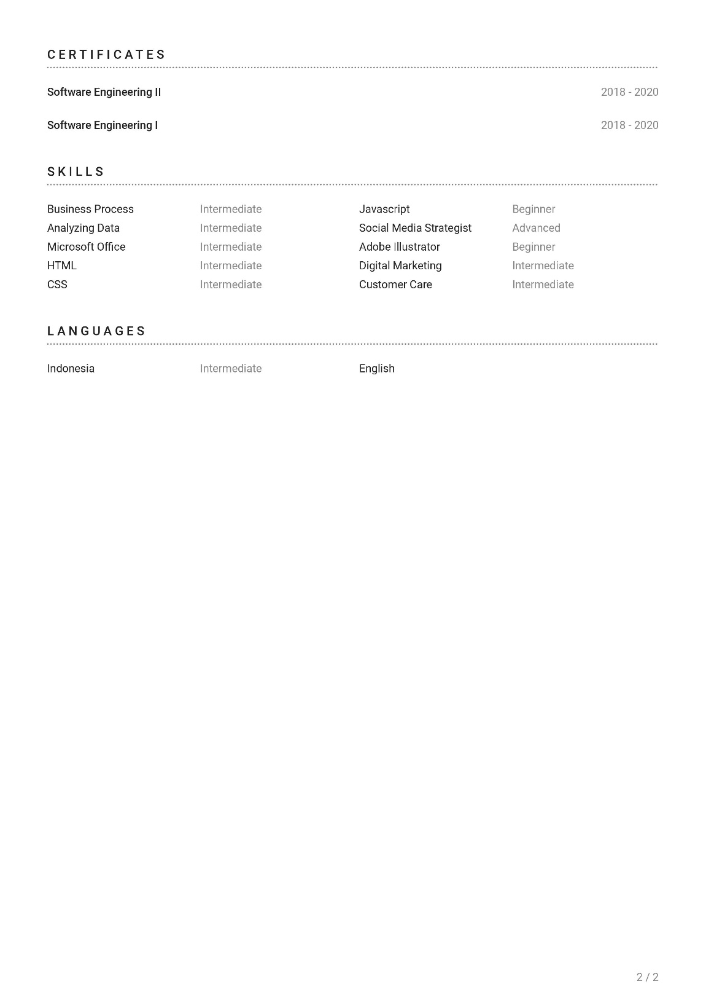 CERTIFICATES
Software Engineering II 2018 - 2020
Software Engineering I 2018 - 2020
SKILLS
Business Process Intermediate Javascript Beginner
Analyzing Data Intermediate Social Media Strategist Advanced
Microsoft Office Intermediate Adobe Illustrator Beginner
HTML Intermediate Digital Marketing Intermediate
CSS Intermediate Customer Care Intermediate
LANGUAGES
Indonesia Intermediate English
2 / 2